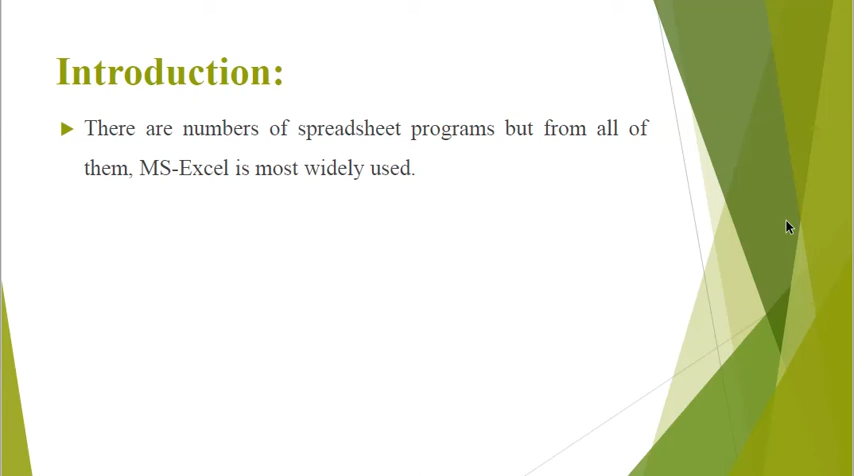 Introduction:
There are numbers of spreadsheet programs but from all of
them, MS-Excel is most widely used.